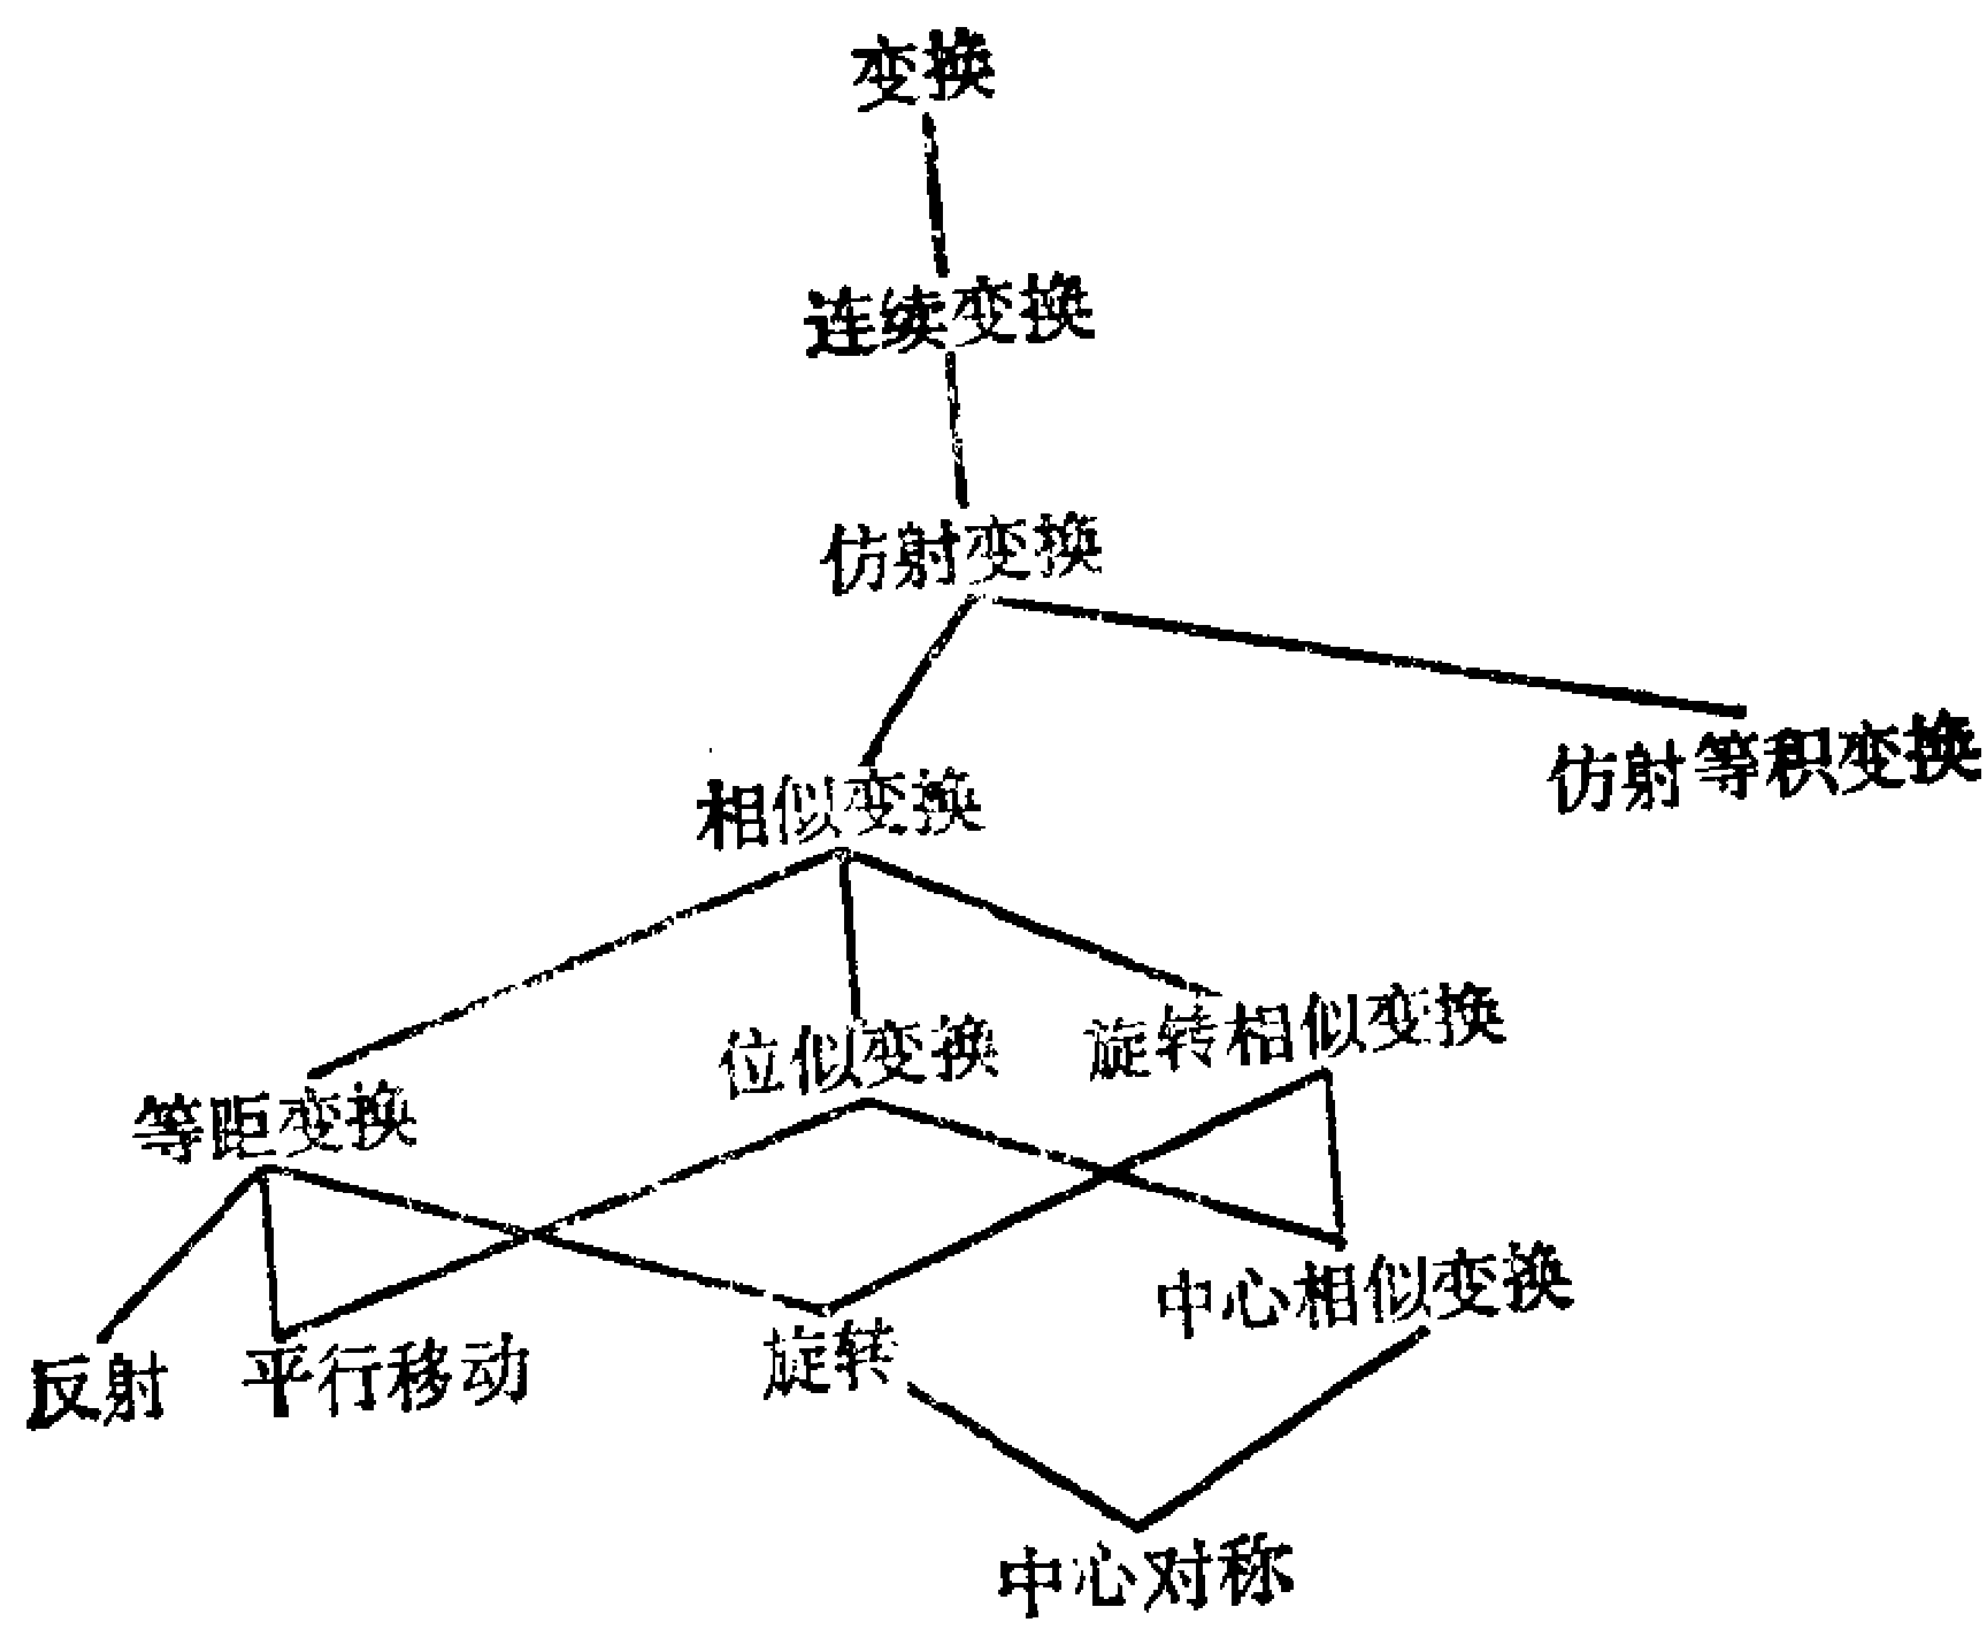 变换
连续变换
仿射变换
仿射等积变换
相似变换
位似变换
旋转相似变换
等距变换
中心相似变换
反射
平行移动
旋转
中心对称